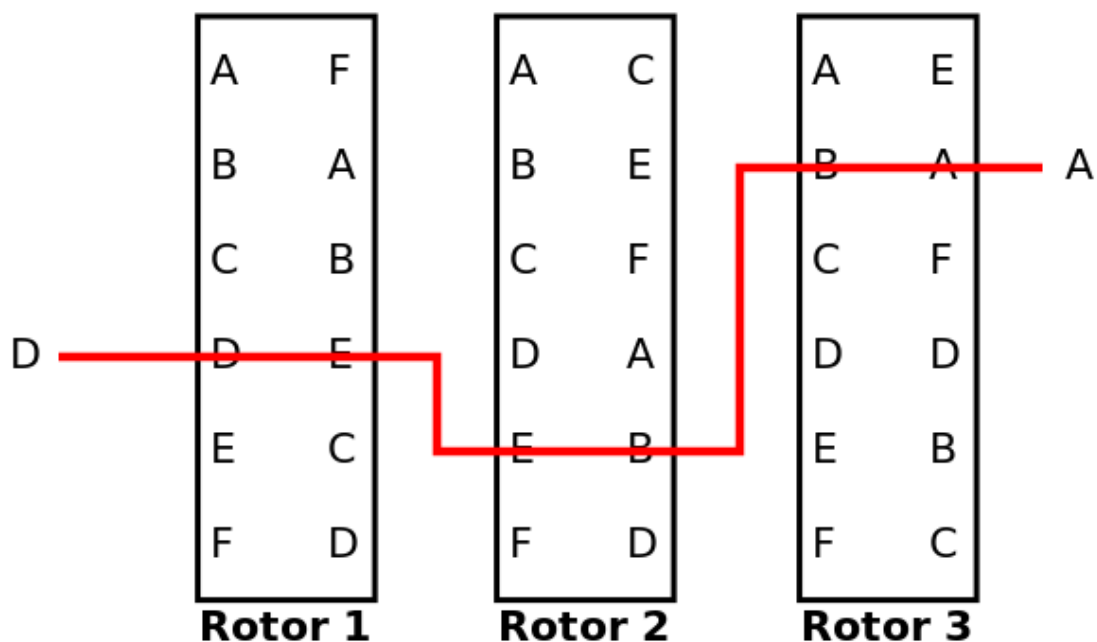 A F A C A E
B A B E B A A
C B C F C F
D D E D A D D
E C E B E B
F D F D F C
Rotor 1 Rotor 2 Rotor 3